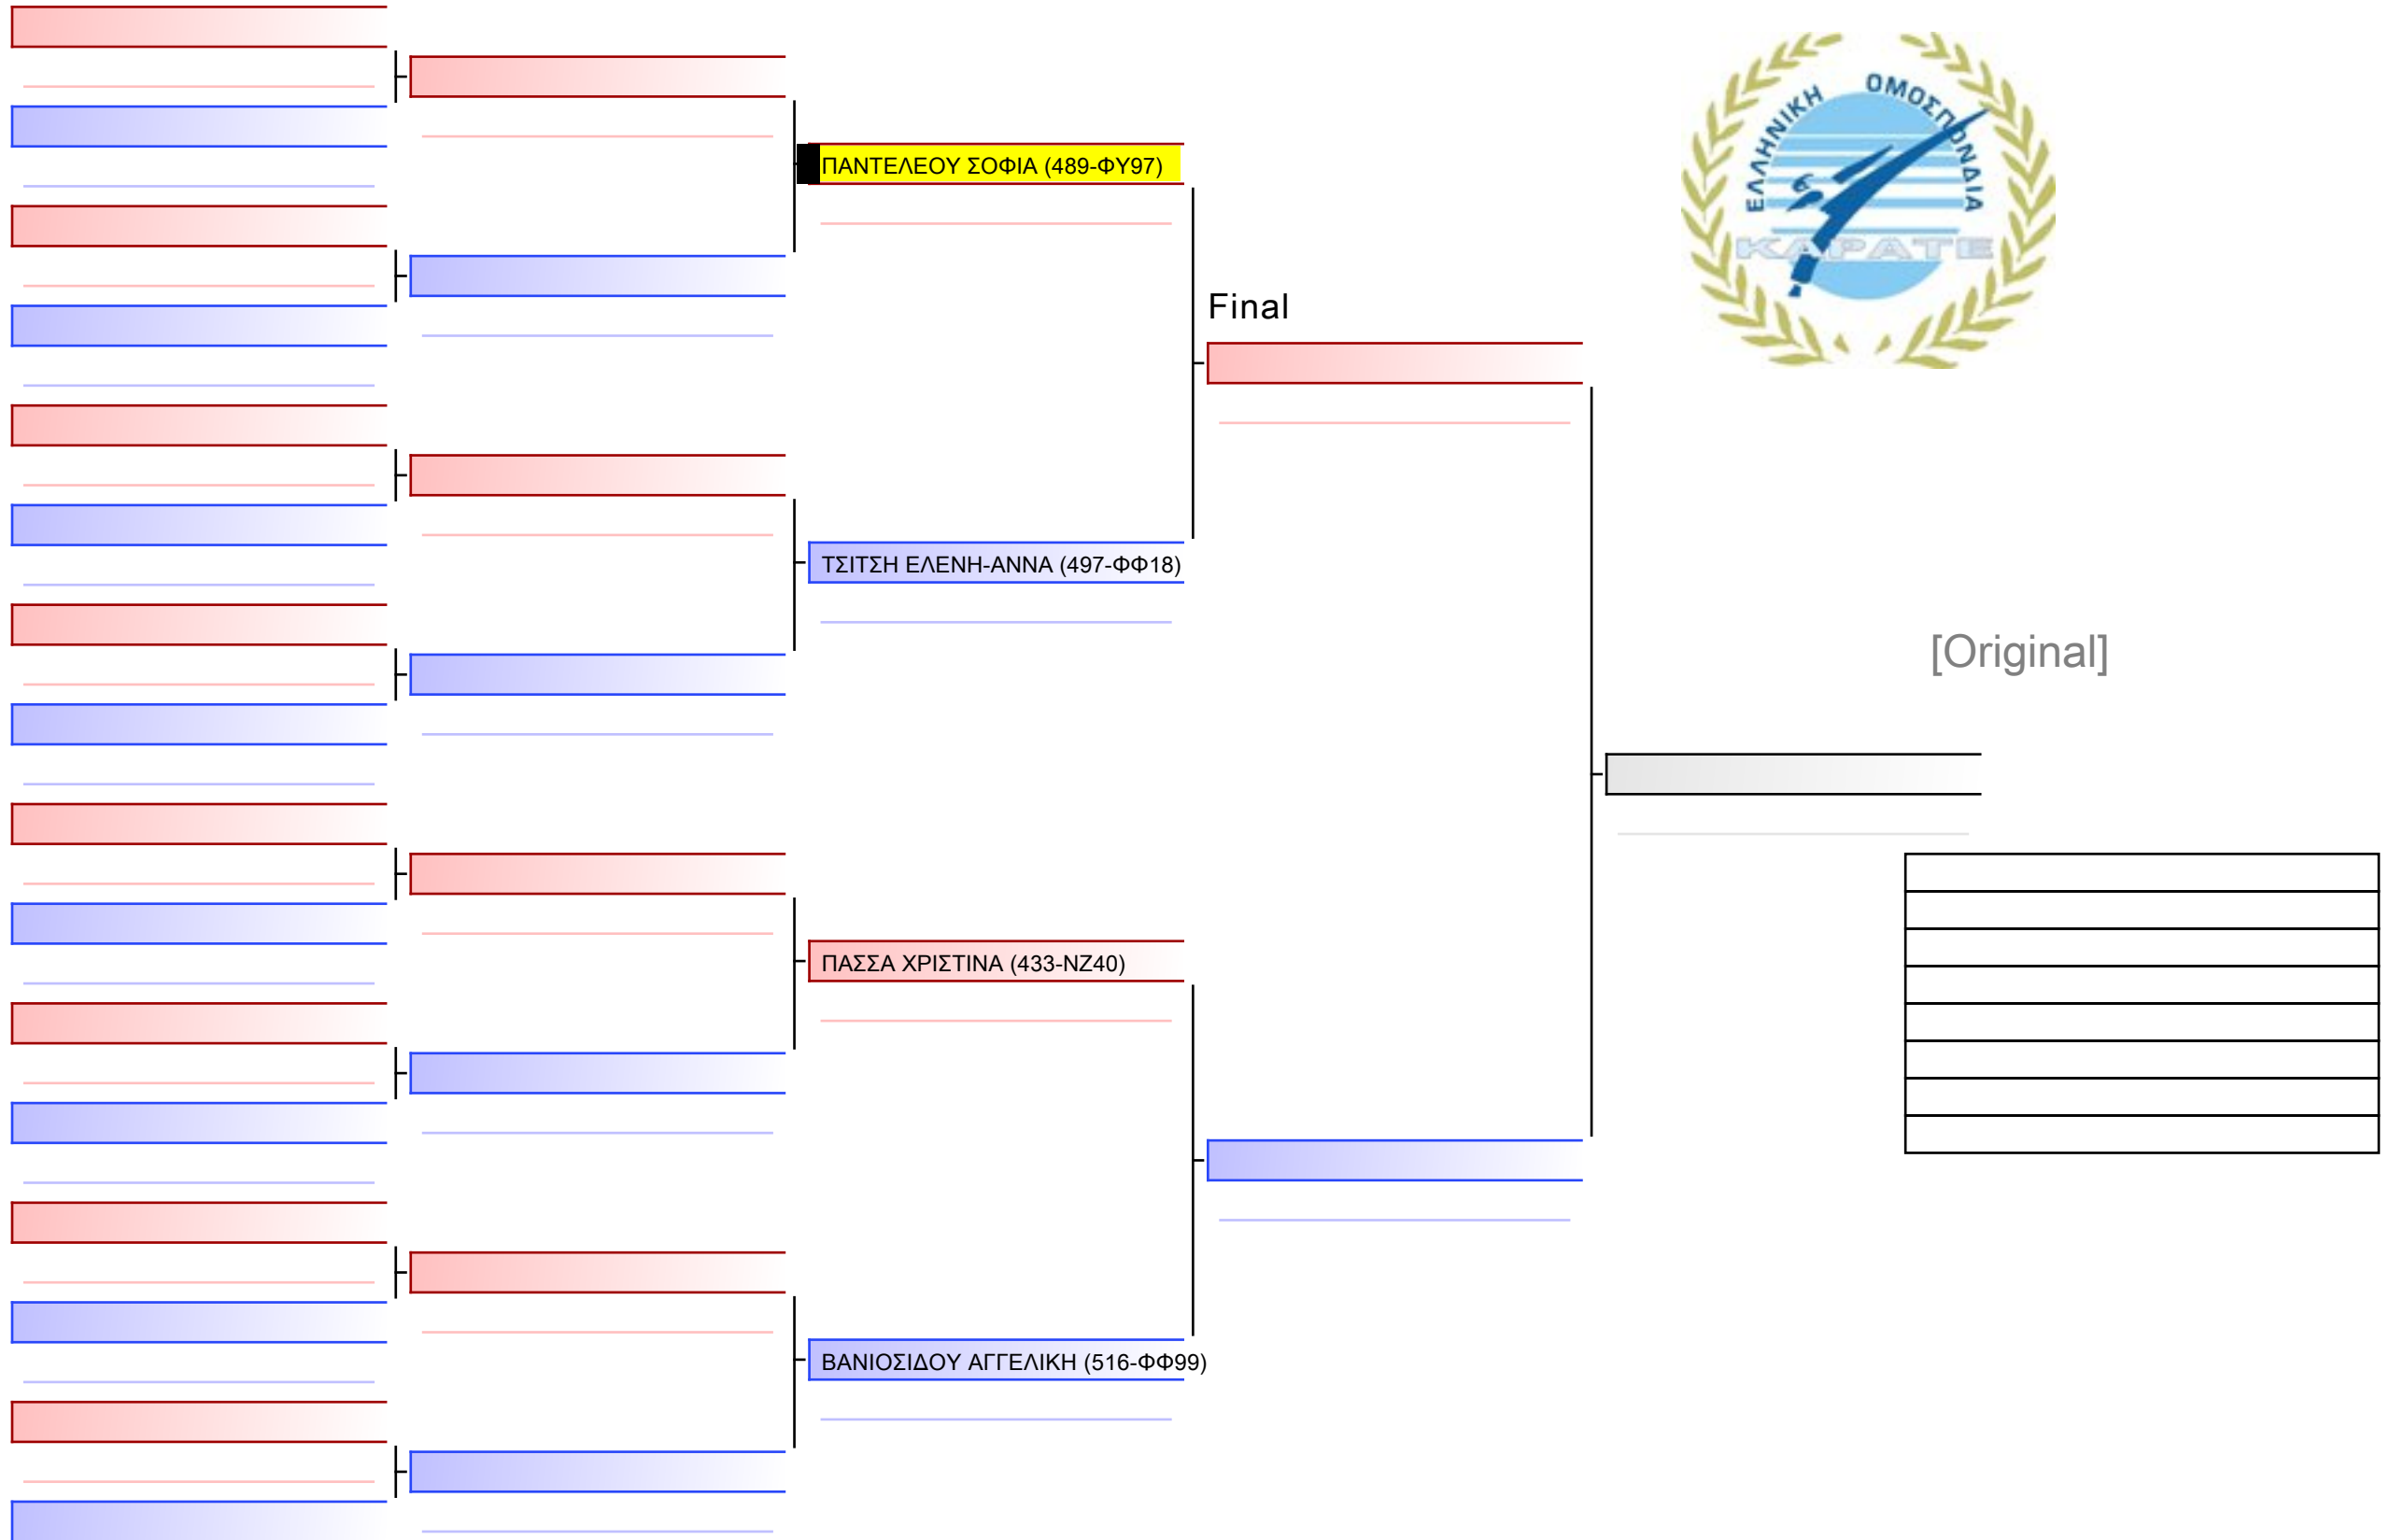 ΕΛΛΗΝΙΚΗ ΟΜΟΣΠΟΝΔΙΑ
ΚΑΡΑΤΕ
ΠΑΝΤΕΛΕΟΥ ΣΟΦΙΑ (489-ΦΥ97)
Final
ΤΣΙΤΣΗ ΕΛΕΝΗ-ΑΝΝΑ (497-ΦΦ18)
[Original]
ΠΑΣΣΑ ΧΡΙΣΤΙΝΑ (433-ΝΖ40)
ΒΑΝΙΟΣΙΔΟΥ ΑΓΓΕΛΙΚΗ (516-ΦΦ99)